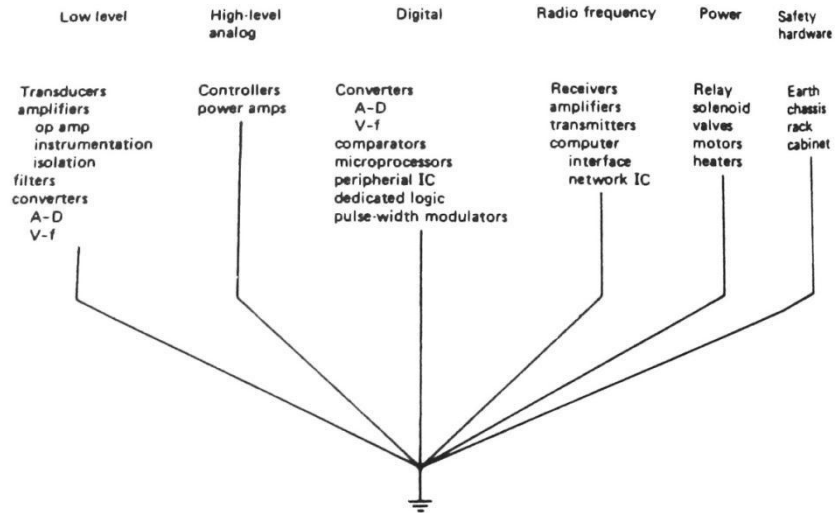 Low level
High-level
analog
Digital
Radio frequency
Power
Safety
hardware
Transducers
amplifiers
op amp
instrumentation
isolation
filters
converters
A-D
V-f
Controllers
power amps
Converters
A-D
V-f
comparators
microprocessors
peripherial IC
dedicated logic
pulse-width modulators
Receivers
amplifiers
transmitters
computer
interface
network IC
Relay
solenoid
valves
motors
heaters
Earth
chassis
rack
cabinet